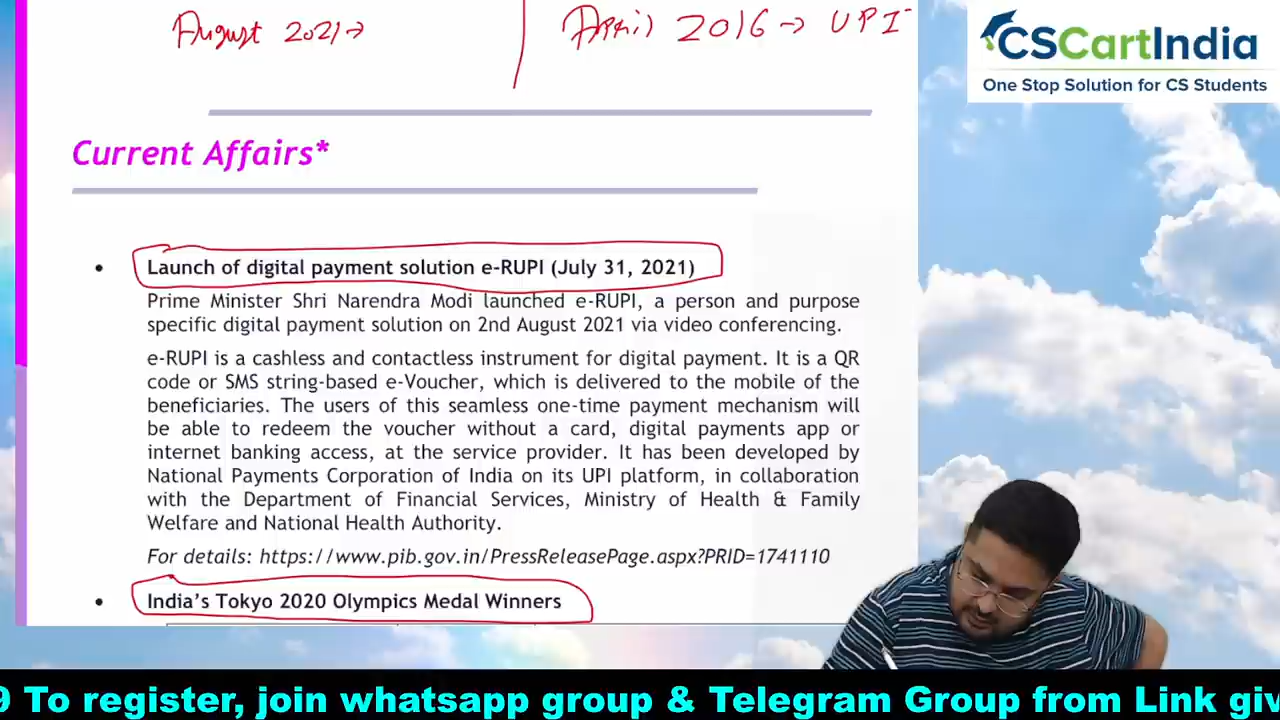 August 2021→
April 2016→ UPI
CSCartIndia
One Stop Solution for CS Students
Current Affairs*
• Launch of digital payment solution e-RUPI (July 31, 2021)
Prime Minister Shri Narendra Modi launched e-RUPI, a person and purpose
specific digital payment solution on 2nd August 2021 via video conferencing.
e-RUPI is a cashless and contactless instrument for digital payment. It is a QR
code or SMS string-based e-Voucher, which is delivered to the mobile of the
beneficiaries. The users of this seamless one-time payment mechanism will
be able to redeem the voucher without a card, digital payments app or
internet banking access, at the service provider. It has been developed by
National Payments Corporation of India on its UPI platform, in collaboration
with the Department of Financial Services, Ministry of Health & Family
Welfare and National Health Authority.
For details: https://www.pib.gov.in/PressReleasePage.aspx?PRID=1741110
• India's Tokyo 2020 Olympics Medal Winners
9 To register, join whatsapp group & Telegram Group from Link giv